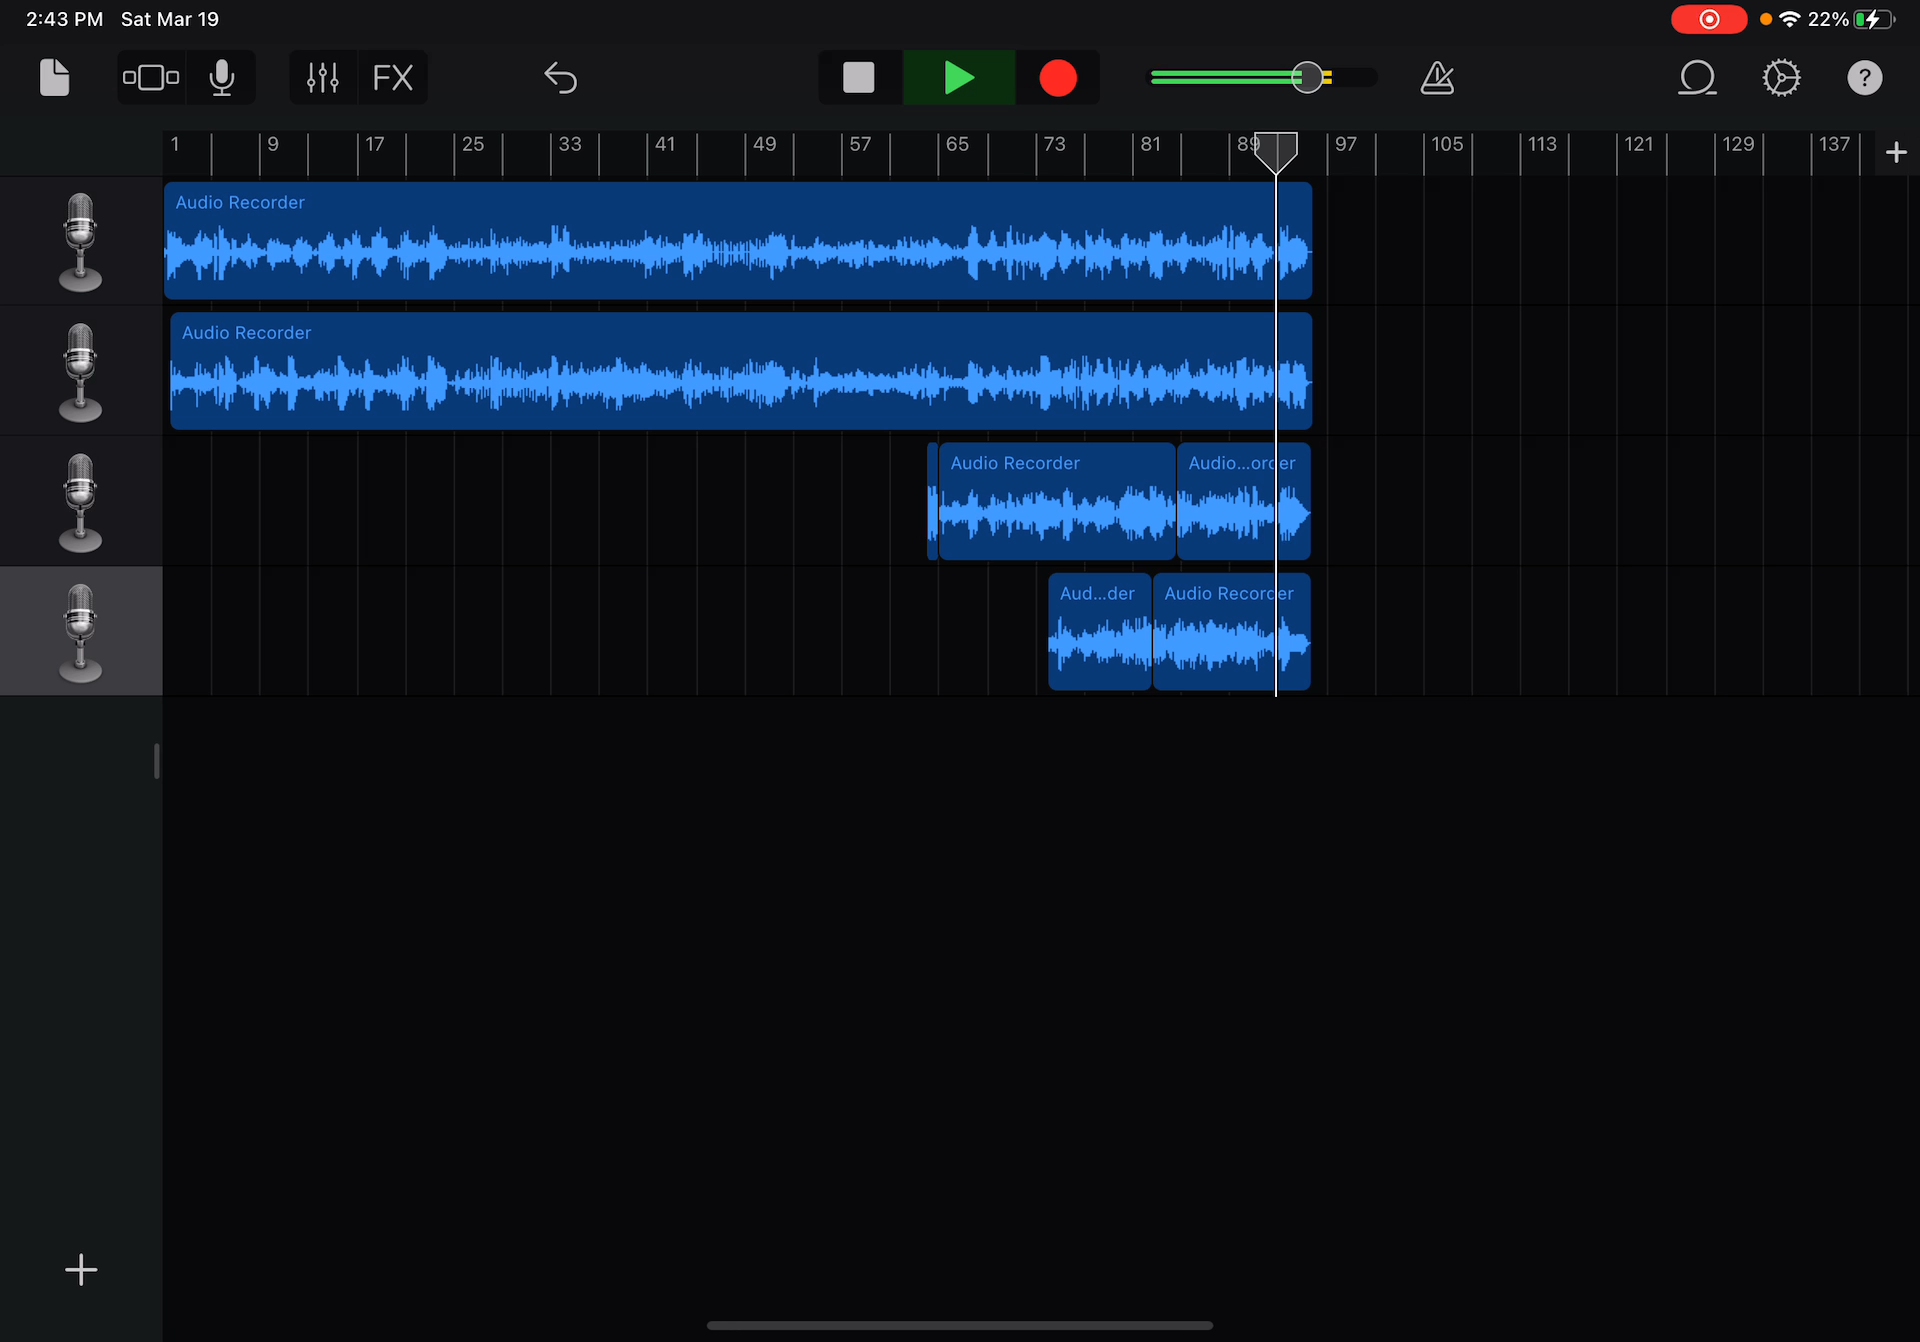 2:43 PM Sat Mar 19 22%
FX ?
1 9 17 25 33 41 49 57 65 73 81 89 97 105 113 121 129 137 +
Audio Recorder
Audio Recorder
Audio Recorder Audio...order
Aud...der Audio Recorder
+